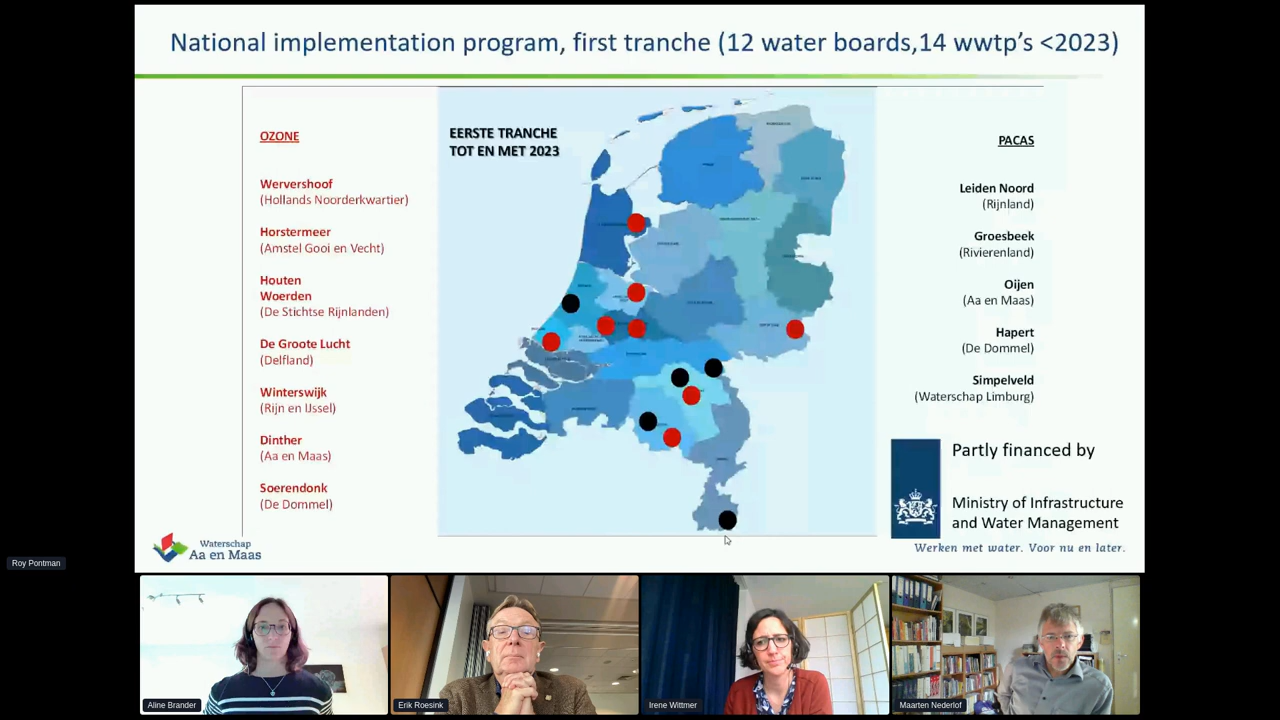 National implementation program, first tranche (12 water boards,14 wwtp's <2023)
OZONE
Wervershoof
(Hollands Noorderkwartier)
Horstermeer
(Amstel Gooi en Vecht)
Houten
Woerden
(De Stichtse Rijnlanden)
De Groote Lucht
(Delfland)
Winterswijk
(Rijn en IJssel)
Dinther
(Aa en Maas)
Soerendonk
(De Dommel)
EERSTE TRANCHE
TOT EN MET 2023
PACAS
Leiden Noord
(Rijnland)
Groesbeek
(Rivierenland)
Oijen
(Aa en Maas)
Hapert
(De Dommel)
Simpelveld
(Waterschap Limburg)
Partly financed by
Ministry of Infrastructure
and Water Management
Waterschap
Aa en Maas
Werken met water. Voor nu en later.
Roy Pontman
Aline Brander
Erik Roesink
Irene Wittmer
Maarten Nederlof